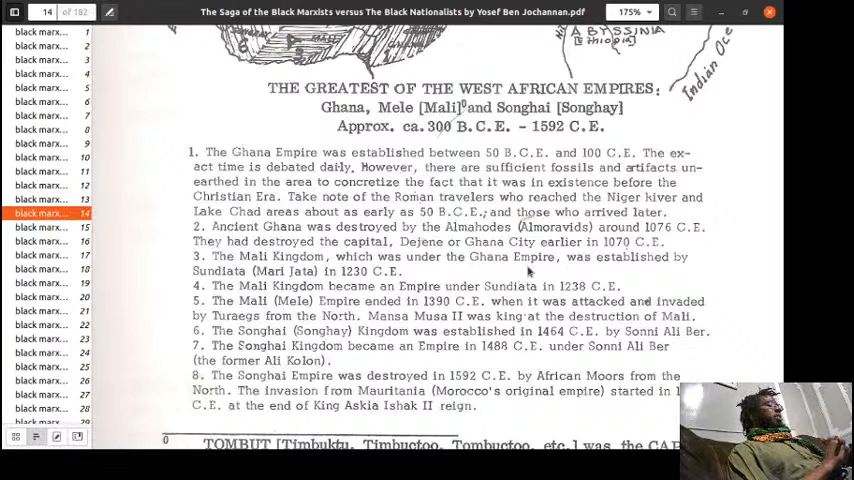 14 of 182
The Saga of the Black Marxists versus The Black Nationalists by Yosef Ben Jochannan.pdf
175%
black marx... 1
black marx... 2
black marx... 3
black marx... 4
black marx... 5
black marx... 6
black marx... 7
black marx... 8
black marx... 9
black marx... 10
black marx... 11
black marx... 12
black marx... 13
black marx... 14
black marx... 15
black marx... 16
black marx... 17
black marx... 18
black marx... 19
black marx... 20
black marx... 21
black marx... 22
black marx... 23
black marx... 24
black marx... 25
black marx... 26
black marx... 27
black marx... 28
black marx... 29
MALI
GHANA
ABYSSINIA
[Ethiopia]
Indian Oce
THE GREATEST OF THE WEST AFRICAN EMPIRES:
Ghana, Mele [Mali]⁰ and Songhai [Songhay]
Approx. ca. 300 B.C.E. - 1592 C.E.
1. The Ghana Empire was established between 50 B.C.E. and 100 C.E. The ex-
act time is debated daily. However, there are sufficient fossils and artifacts un-
earthed in the area to concretize the fact that it was in existence before the
Christian Era. Take note of the Roman travelers who reached the Niger River and
Lake Chad areas about as early as 50 B.C.E.; and those who arrived later.
2. Ancient Ghana was destroyed by the Almahodes (Almoravids) around 1076 C.E.
They had destroyed the capital, Dejene or Ghana City earlier in 1070 C.E.
3. The Mali Kingdom, which was under the Ghana Empire, was established by
Sundiata (Mari Jata) in 1230 C.E.
4. The Mali Kingdom became an Empire under Sundiata in 1238 C.E.
5. The Mali (Mele) Empire ended in 1390 C.E. when it was attacked and invaded
by Turaegs from the North. Mansa Musa II was king at the destruction of Mali.
6. The Songhai (Songhay) Kingdom was established in 1464 C.E. by Sonni Ali Ber.
7. The Songhai Kingdom became an Empire in 1488 C.E. under Sonni Ali Ber
(the former Ali Kolon).
8. The Songhai Empire was destroyed in 1592 C.E. by African Moors from the
North. The invasion from Mauritania (Morocco's original empire) started in 1
C.E. at the end of King Askia Ishak II reign.
0 TOMBUT [Timbuktu, Timbuctoo, Tombuctoo, etc.] was the CAP